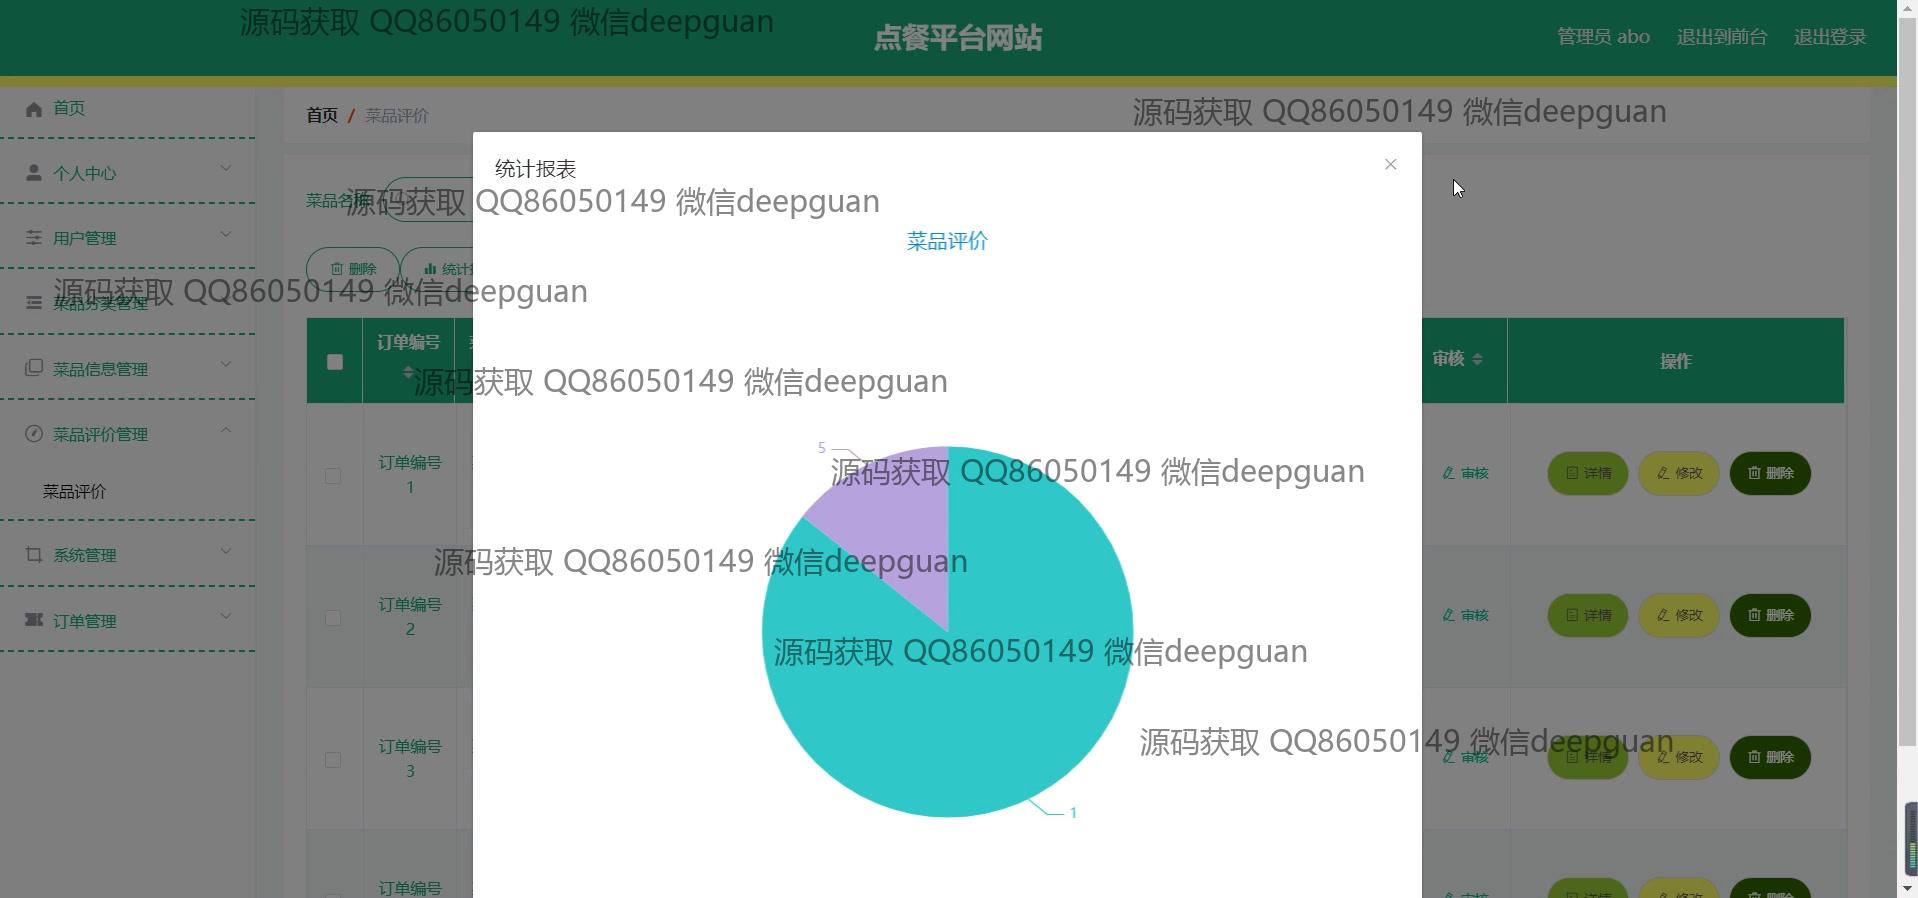 源码获取 QQ86050149 微信deepguan
点餐平台网站
管理员 abo
退出到前台
退出登录
首页
首页 / 菜品评价
源码获取 QQ86050149 微信deepguan
个人中心
统计报表
菜品名称
源码获取 QQ86050149 微信deepguan
用户管理
菜品评价
删除
统计
源码获取 QQ86050149 微信deepguan
菜品分类管理
订单编号
审核
操作
菜品信息管理
源码获取 QQ86050149 微信deepguan
菜品评价管理
5
订单编号
1
源码获取 QQ86050149 微信deepguan
审核
详情
修改
删除
菜品评价
系统管理
源码获取 QQ86050149 微信deepguan
订单管理
订单编号
2
审核
详情
修改
删除
源码获取 QQ86050149 微信deepguan
订单编号
3
源码获取 QQ86050149 微信deepguan
审核
详情
修改
删除
1
订单编号